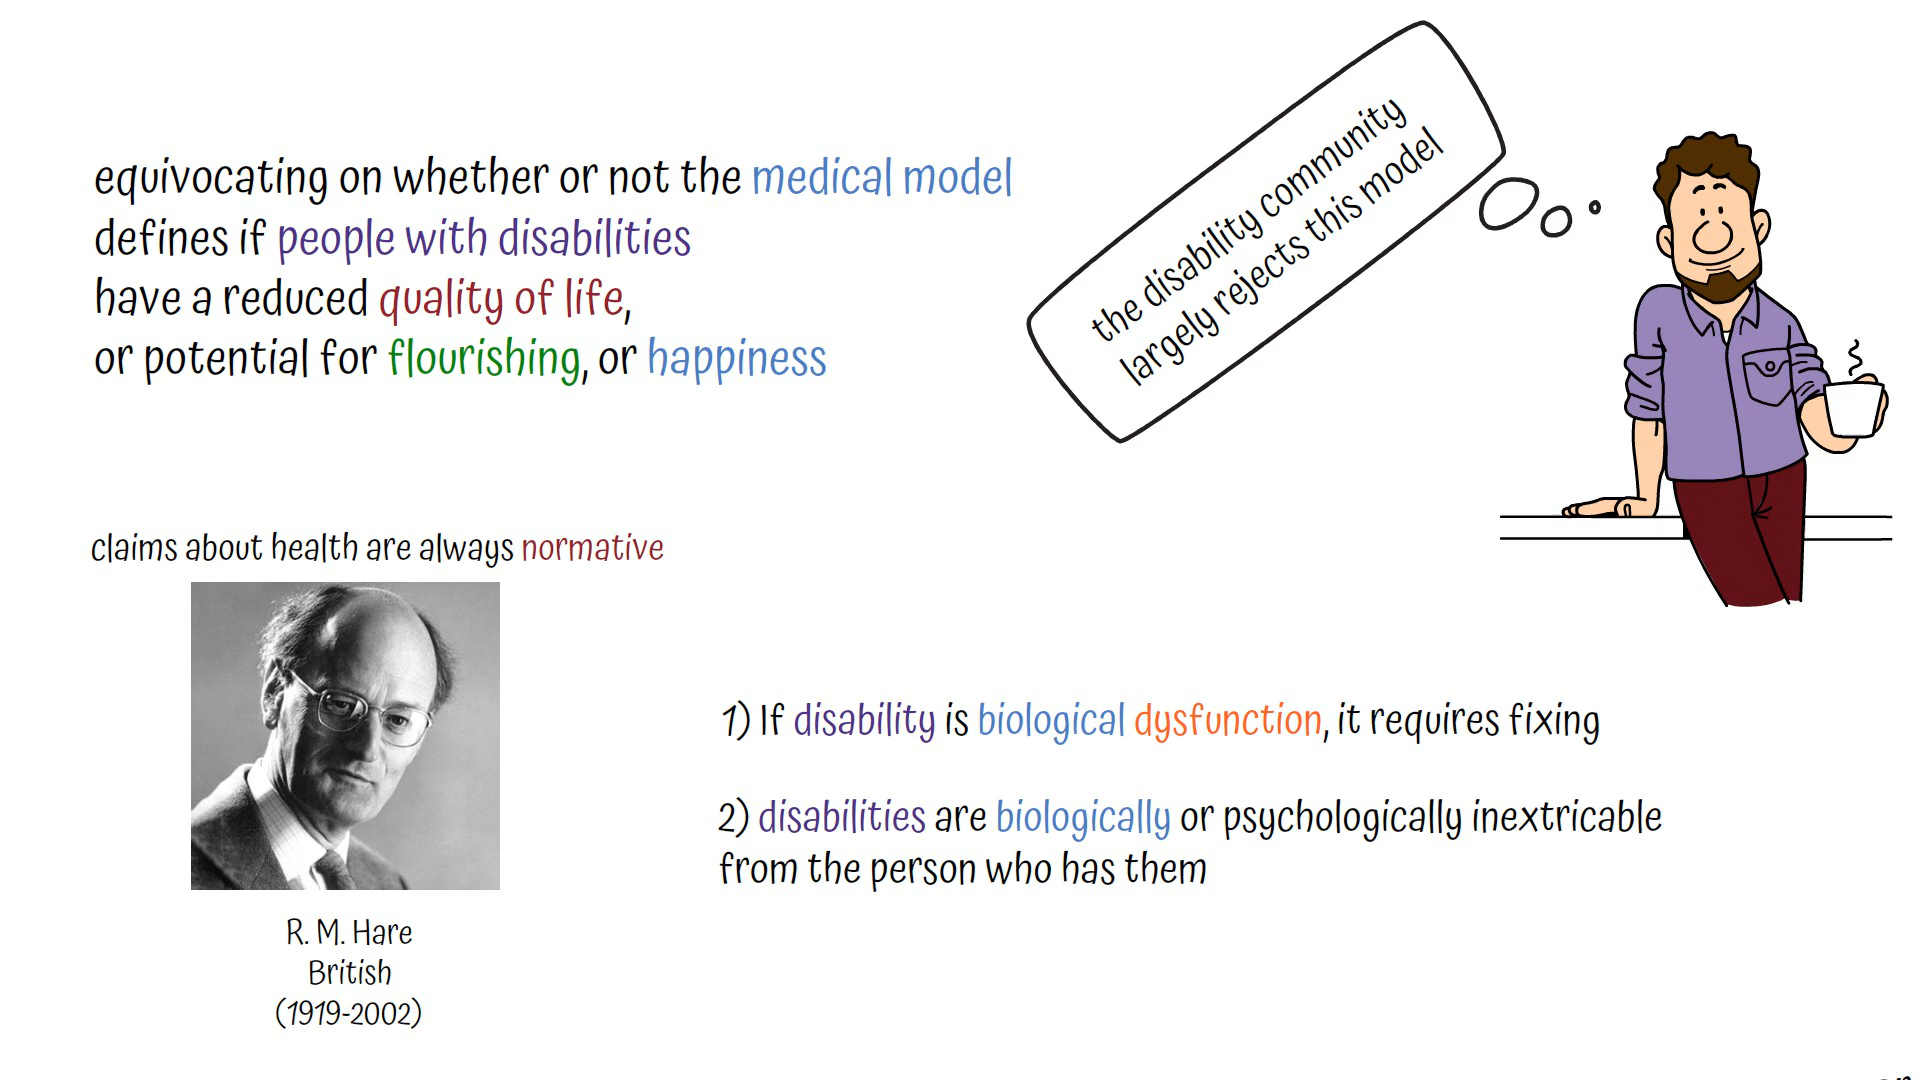 equivocating on whether or not the medical model
defines if people with disabilities
have a reduced quality of life,
or potential for flourishing, or happiness
the disability community
largely rejects this model
claims about health are always normative
R. M. Hare
British
(1919-2002)
1) If disability is biological dysfunction, it requires fixing
2) disabilities are biologically or psychologically inextricable
from the person who has them